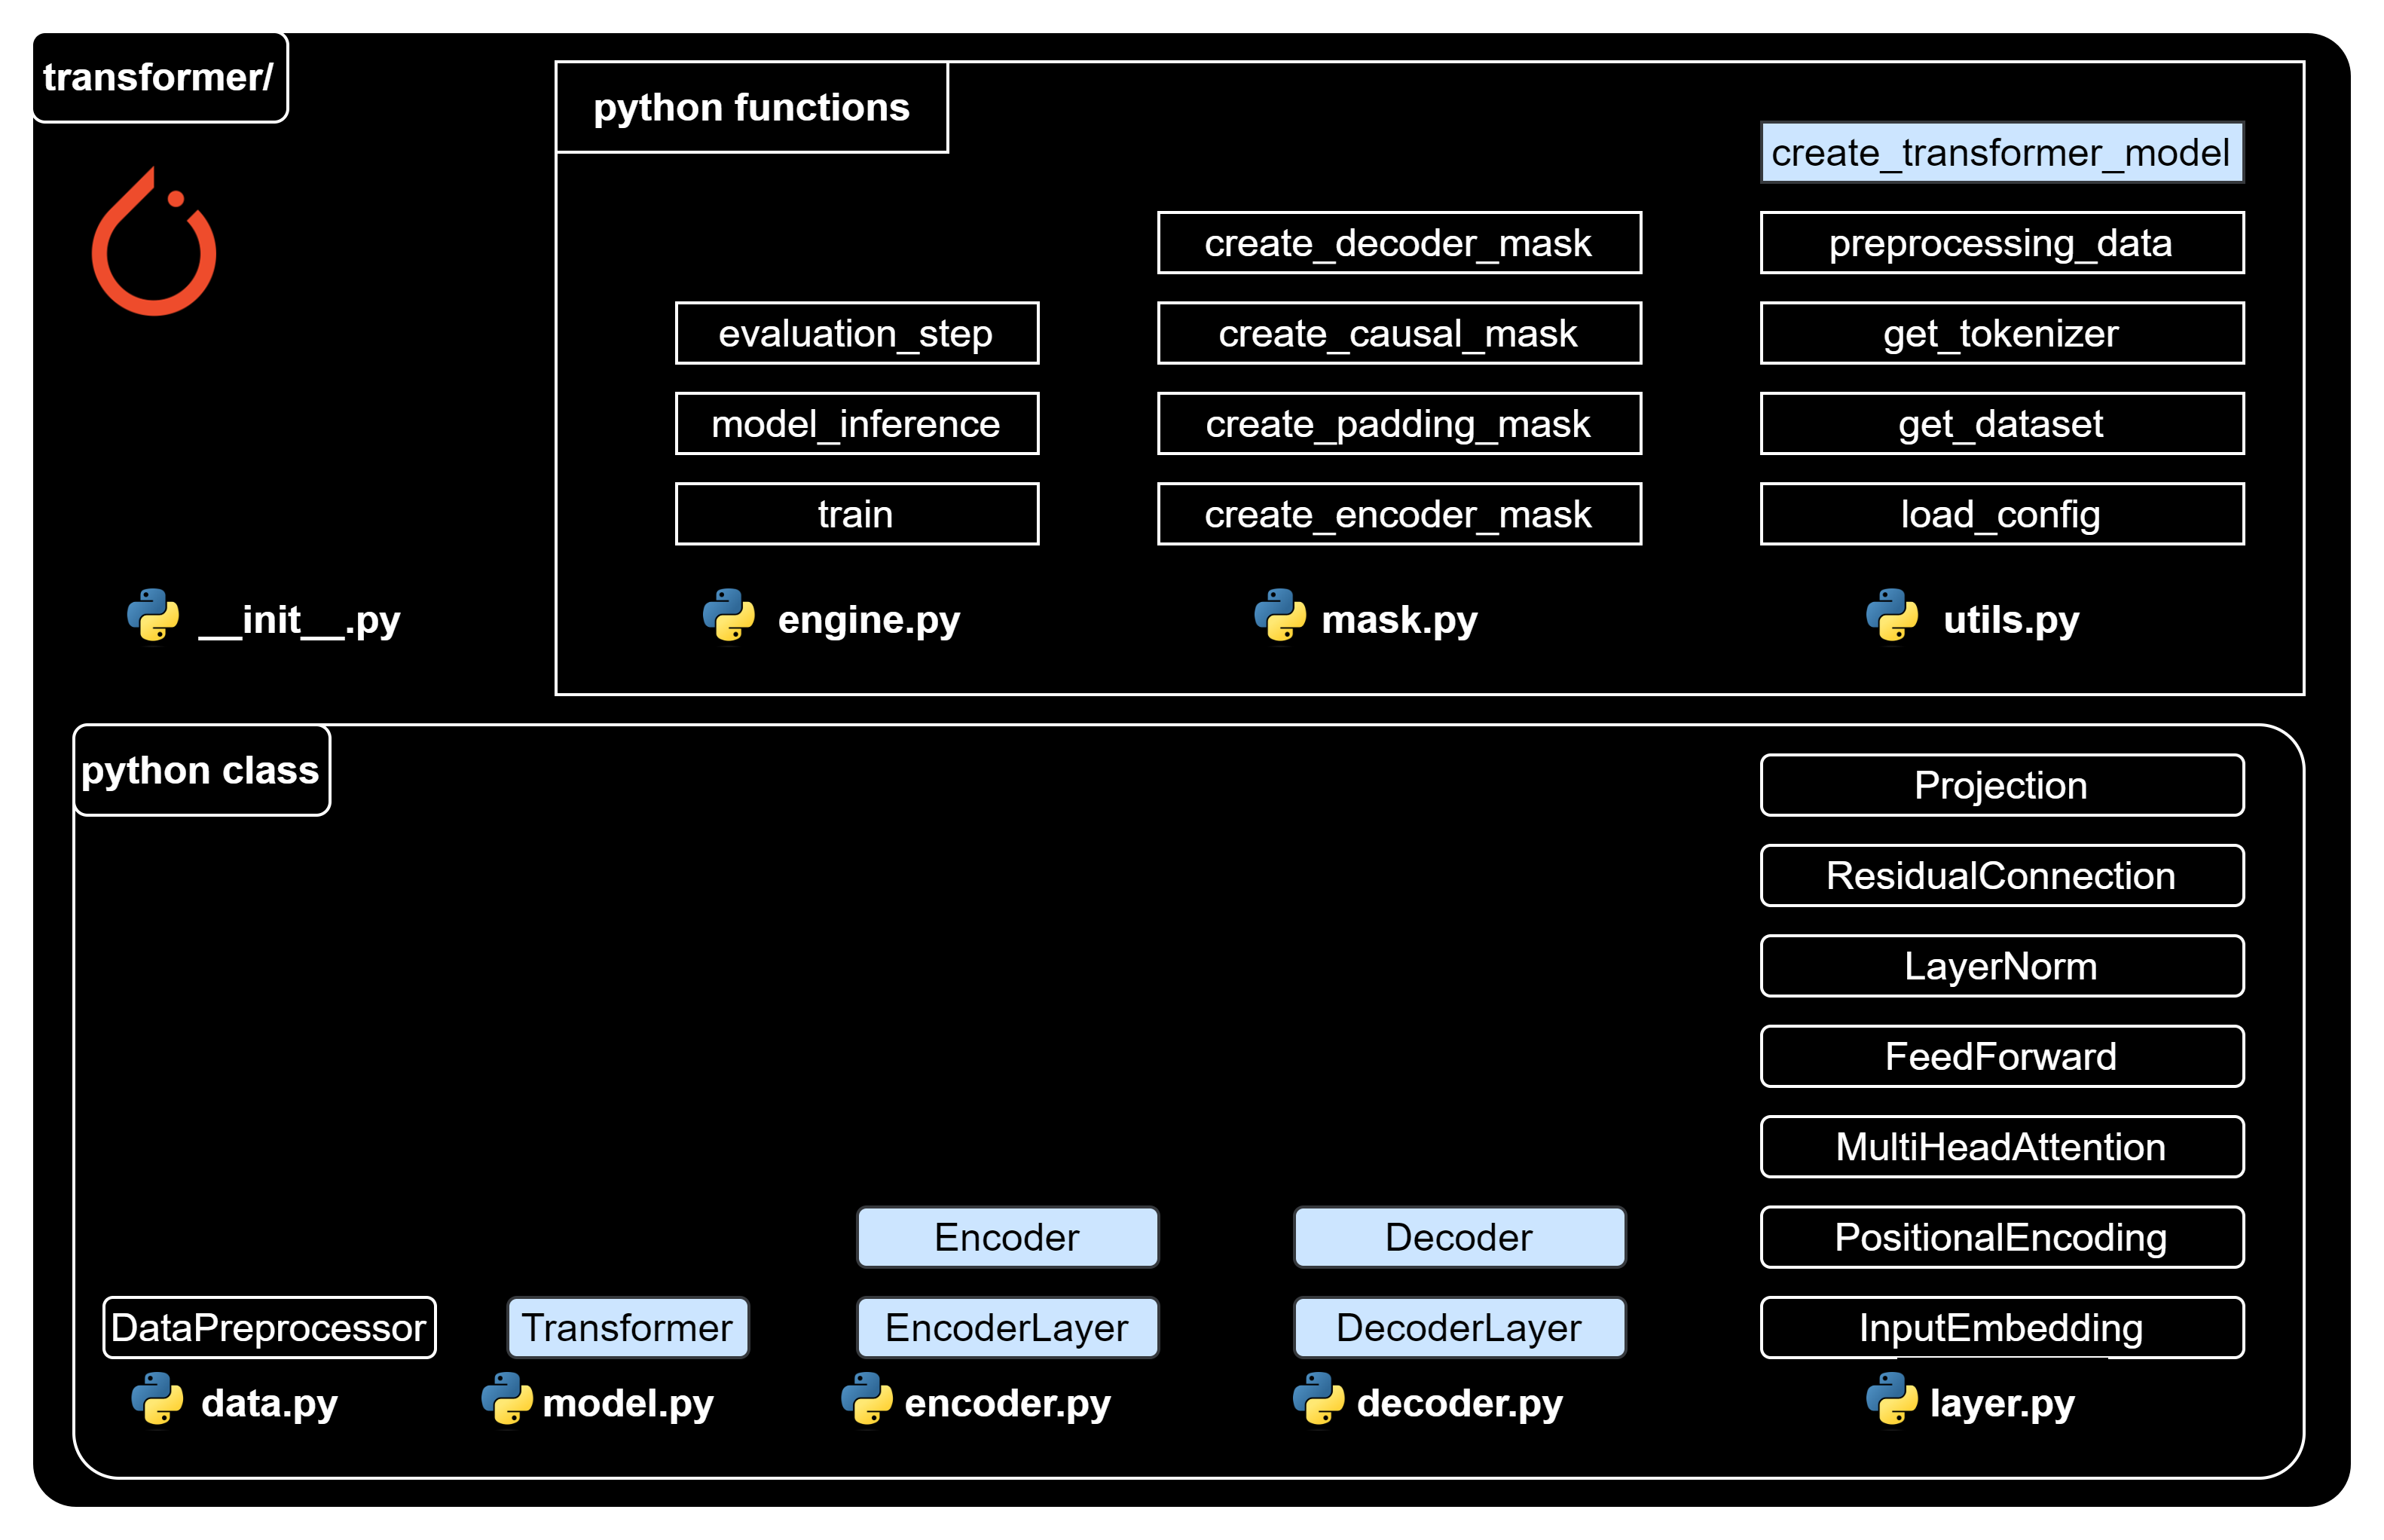 transformer/
python functions
create_transformer_model
create_decoder_mask
preprocessing_data
evaluation_step
create_causal_mask
get_tokenizer
model_inference
create_padding_mask
get_dataset
train
create_encoder_mask
load_config
__init__.py
engine.py
mask.py
utils.py
python class
Projection
ResidualConnection
LayerNorm
FeedForward
MultiHeadAttention
Encoder
Decoder
PositionalEncoding
DataPreprocessor
Transformer
EncoderLayer
DecoderLayer
InputEmbedding
data.py
model.py
encoder.py
decoder.py
layer.py